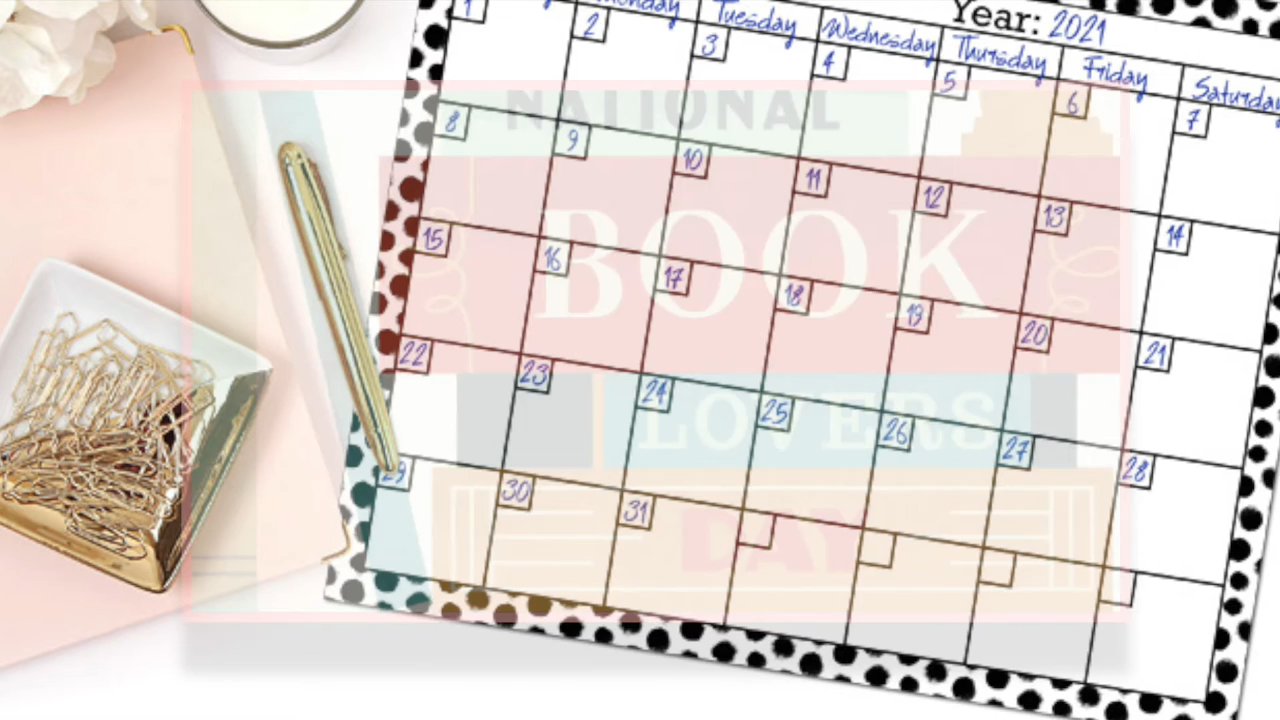 Year: 2021
Monday Tuesday Wednesday Thursday Friday Saturday
1 2 3 4 5 6 7
8 9 10 11 12 13 14
15 16 17 18 19 20 21
22 23 24 25 26 27 28
29 30 31
NATIONAL
BOOK
LOVERS
DAY